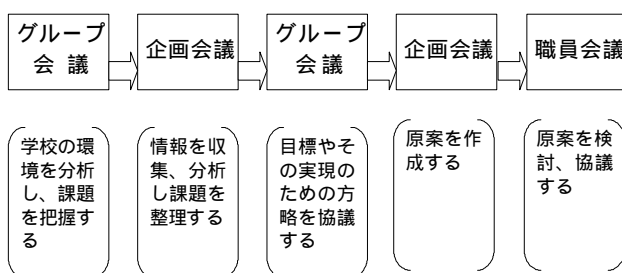 グループ
会 議
企画会議
グループ
会 議
企画会議
職員会議
学校の環
境を分析
し、課題
を把握す
る
情報を収
集、分析
し課題を
整理する
目標やそ
の実現の
ための方
略を協議
する
原案を作
成する
原案を検
討、協議
する